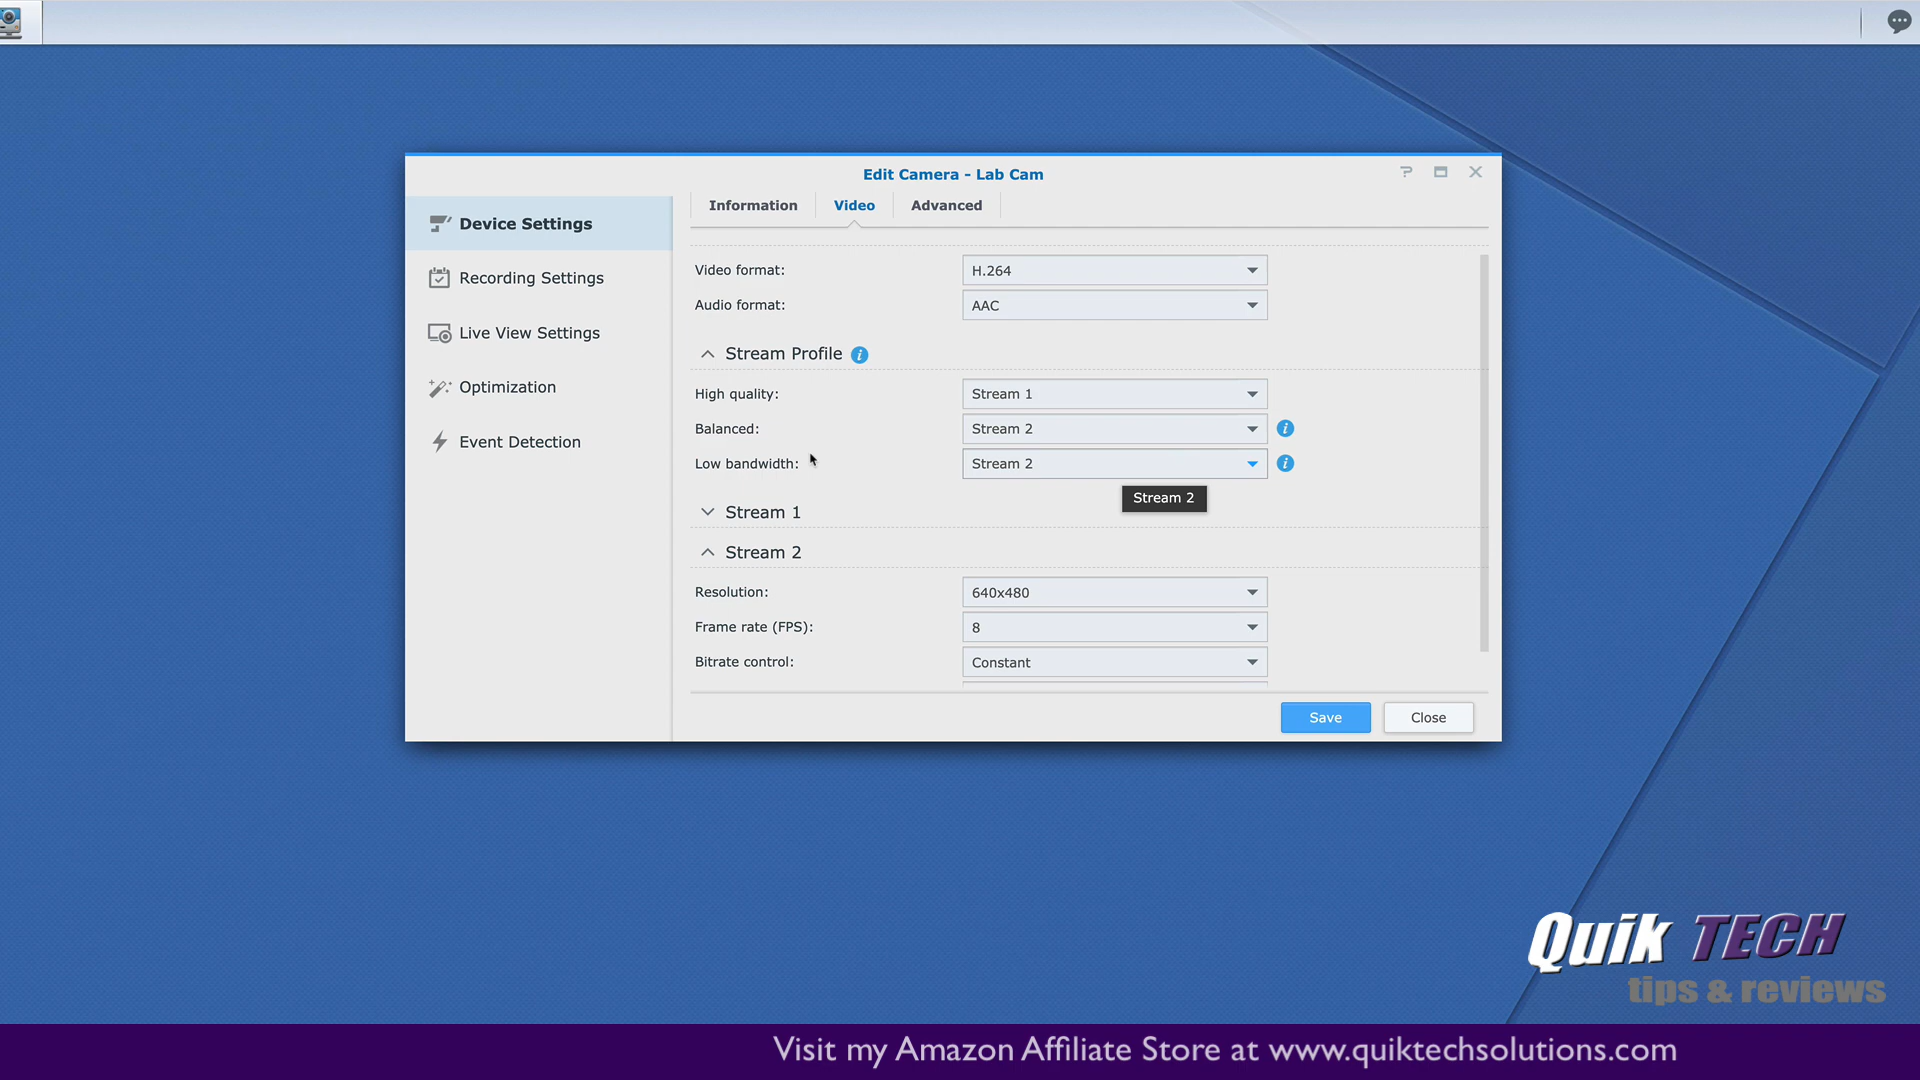 Edit Camera - Lab Cam
Device Settings
Recording Settings
Live View Settings
Optimization
Event Detection
Information Video Advanced
Video format: H.264
Audio format: AAC
Stream Profile
High quality: Stream 1
Balanced: Stream 2
Low bandwidth: Stream 2
Stream 2
Stream 1
Stream 2
Resolution: 640x480
Frame rate (FPS): 8
Bitrate control: Constant
Save Close
Quik TECH
tips & reviews
Visit my Amazon Affiliate Store at www.quiktechsolutions.com